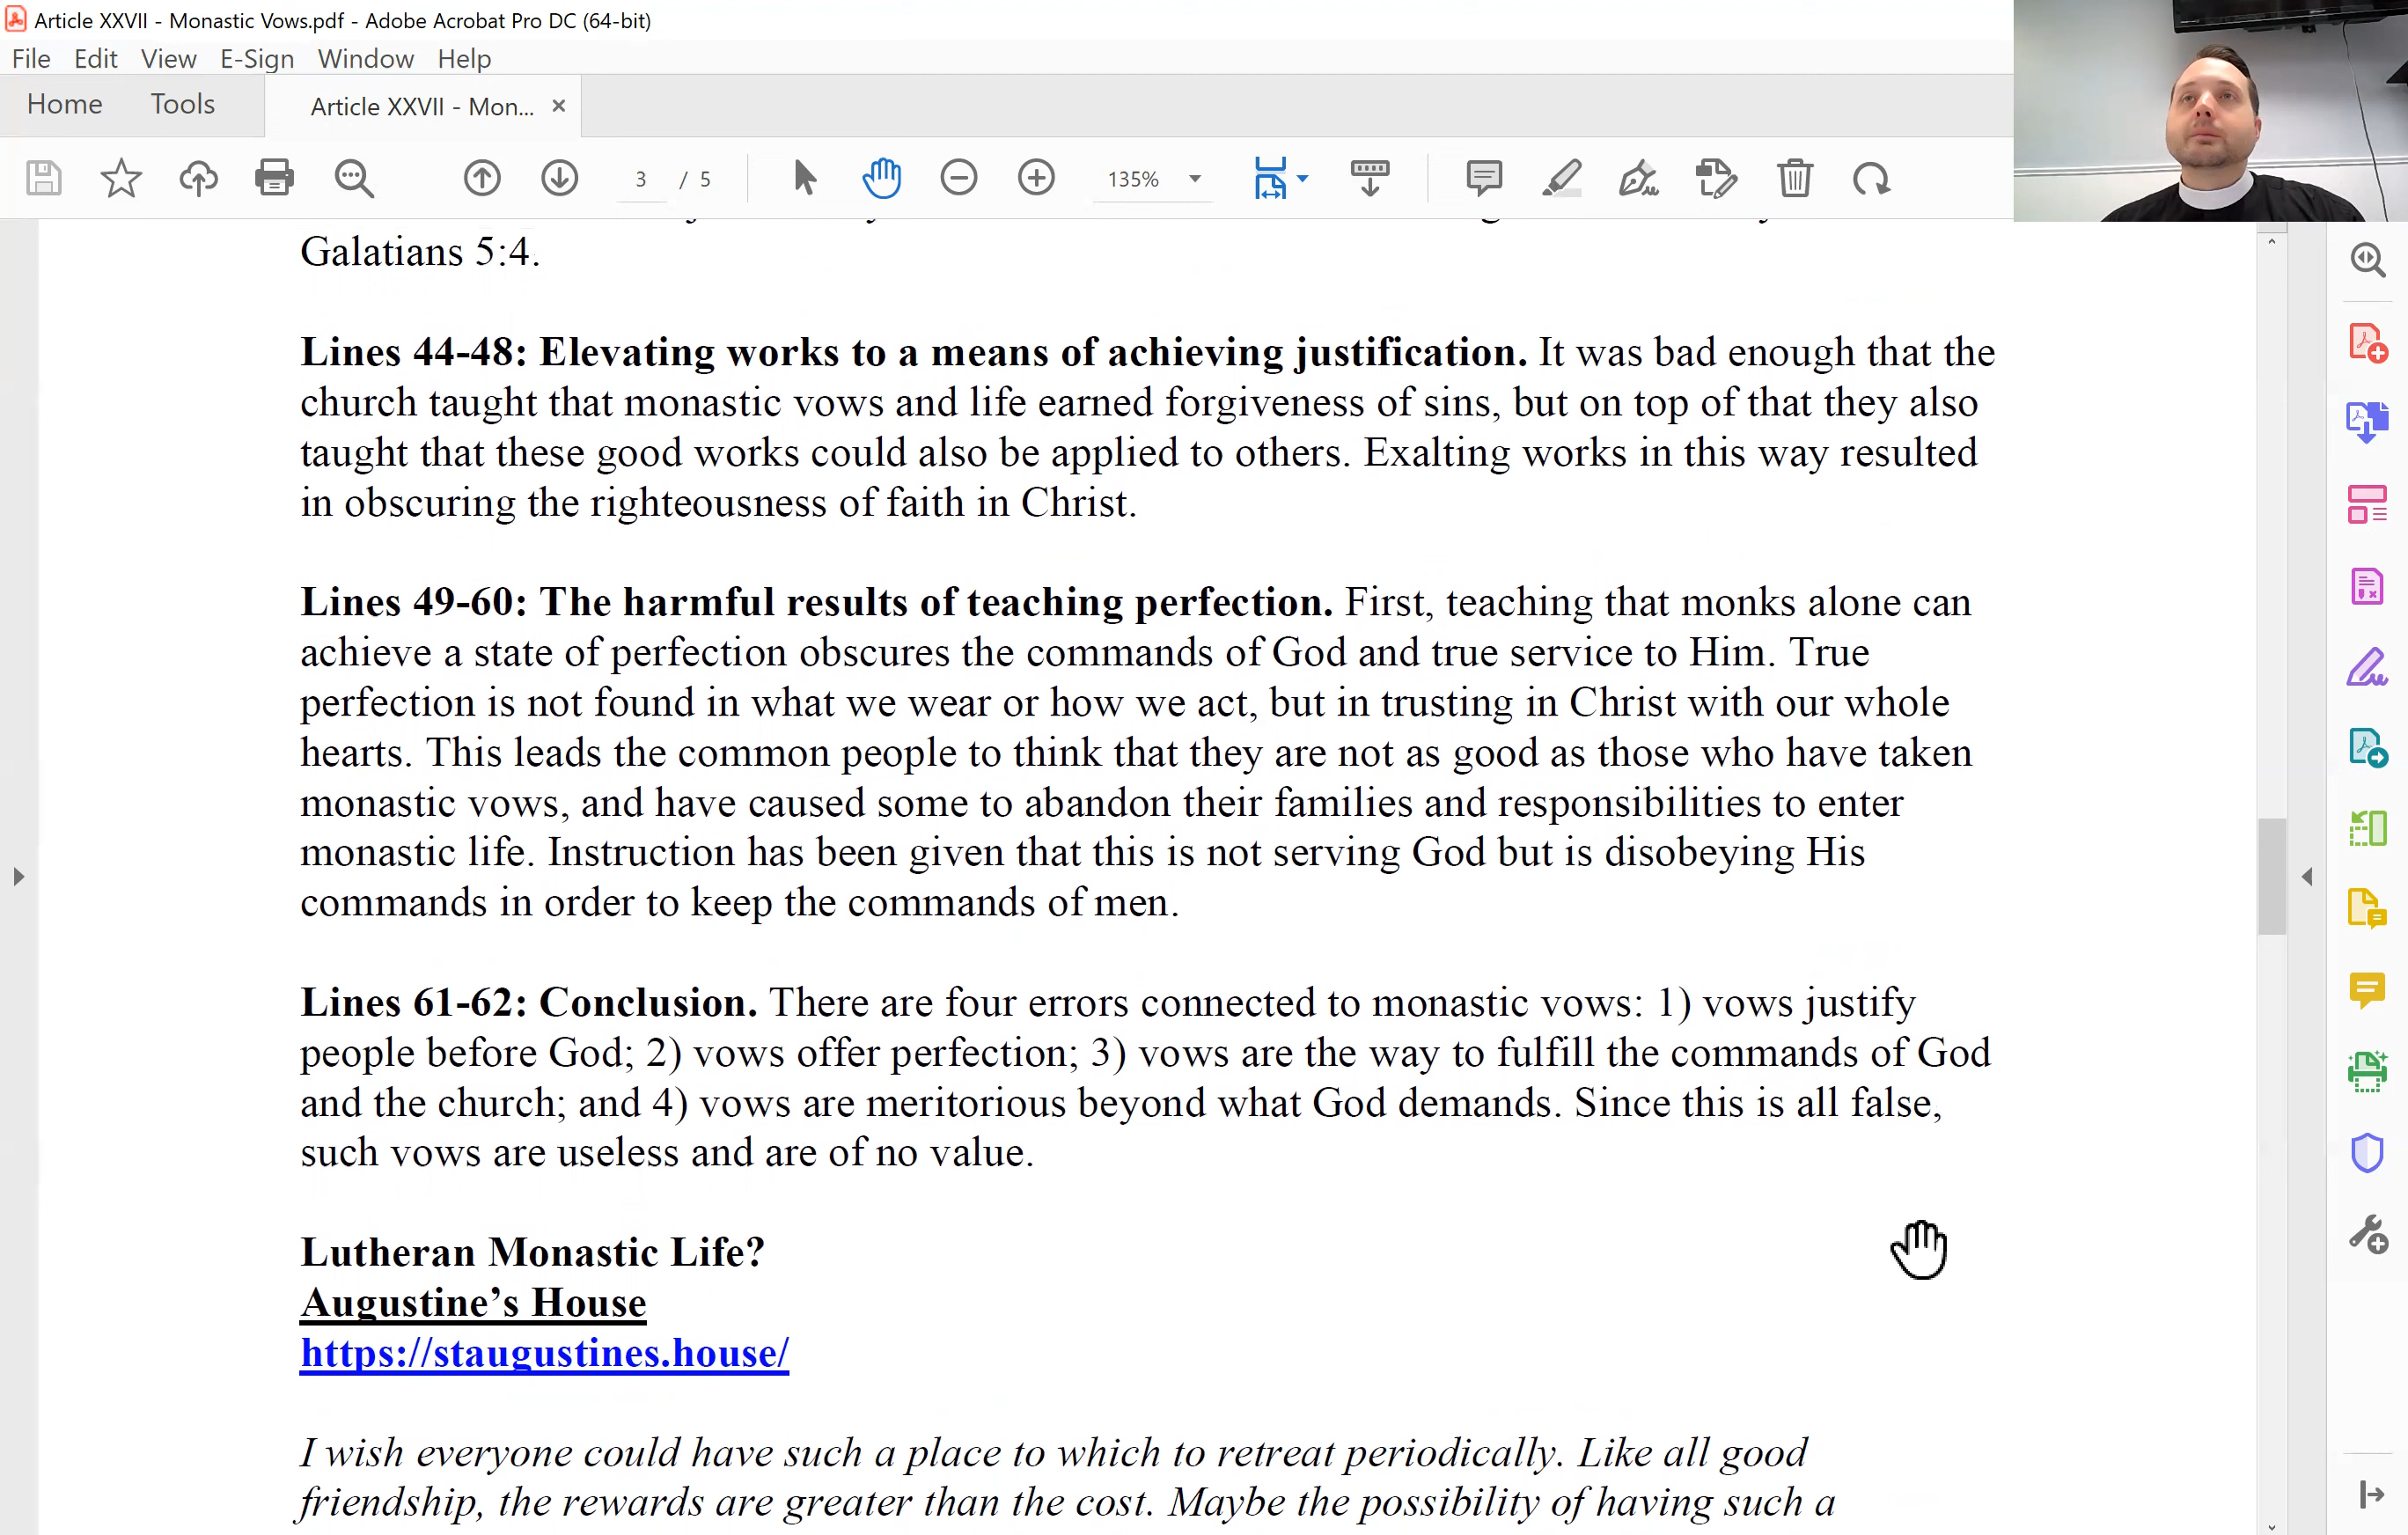 Article XXVII - Monastic Vows.pdf - Adobe Acrobat Pro DC (64-bit)
File Edit View E-Sign Window Help
Home Tools Article XXVII - Mon... ×
3 / 5 135%
Galatians 5:4.
Lines 44-48: Elevating works to a means of achieving justification. It was bad enough that the
church taught that monastic vows and life earned forgiveness of sins, but on top of that they also
taught that these good works could also be applied to others. Exalting works in this way resulted
in obscuring the righteousness of faith in Christ.
Lines 49-60: The harmful results of teaching perfection. First, teaching that monks alone can
achieve a state of perfection obscures the commands of God and true service to Him. True
perfection is not found in what we wear or how we act, but in trusting in Christ with our whole
hearts. This leads the common people to think that they are not as good as those who have taken
monastic vows, and have caused some to abandon their families and responsibilities to enter
monastic life. Instruction has been given that this is not serving God but is disobeying His
commands in order to keep the commands of men.
Lines 61-62: Conclusion. There are four errors connected to monastic vows: 1) vows justify
people before God; 2) vows offer perfection; 3) vows are the way to fulfill the commands of God
and the church; and 4) vows are meritorious beyond what God demands. Since this is all false,
such vows are useless and are of no value.
Lutheran Monastic Life?
Augustine’s House
https://staugustines.house/
I wish everyone could have such a place to which to retreat periodically. Like all good
friendship, the rewards are greater than the cost. Maybe the possibility of having such a